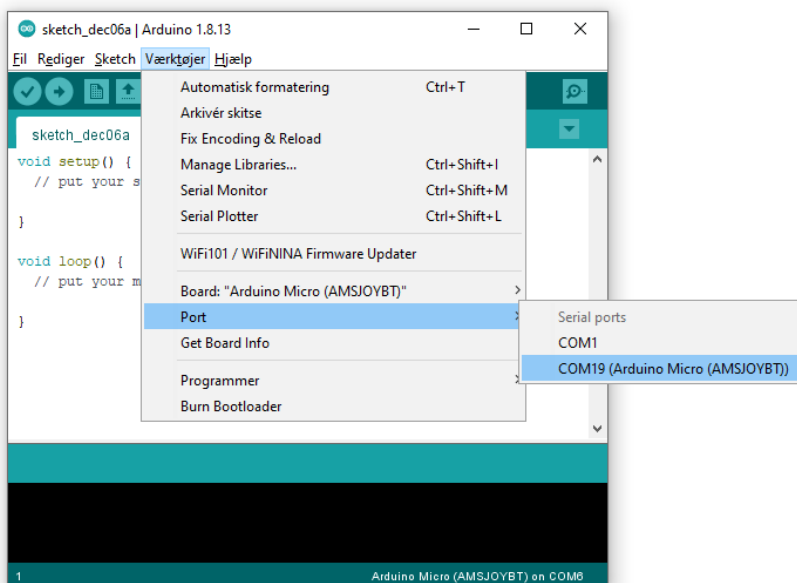 sketch_dec06a | Arduino 1.8.13
Fil Rediger Sketch Værktøjer Hjælp
sketch_dec06a
void setup() {
// put your s
}
void loop() {
// put your m
}
Automatisk formatering Ctrl+T
Arkivér skitse
Fix Encoding & Reload
Manage Libraries... Ctrl+Shift+I
Serial Monitor Ctrl+Shift+M
Serial Plotter Ctrl+Shift+L
WiFi101 / WiFiNINA Firmware Updater
Board: "Arduino Micro (AMSJOYBT)"
Port
Get Board Info
Programmer
Burn Bootloader
Serial ports
COM1
COM19 (Arduino Micro (AMSJOYBT))
1 Arduino Micro (AMSJOYBT) on COM6